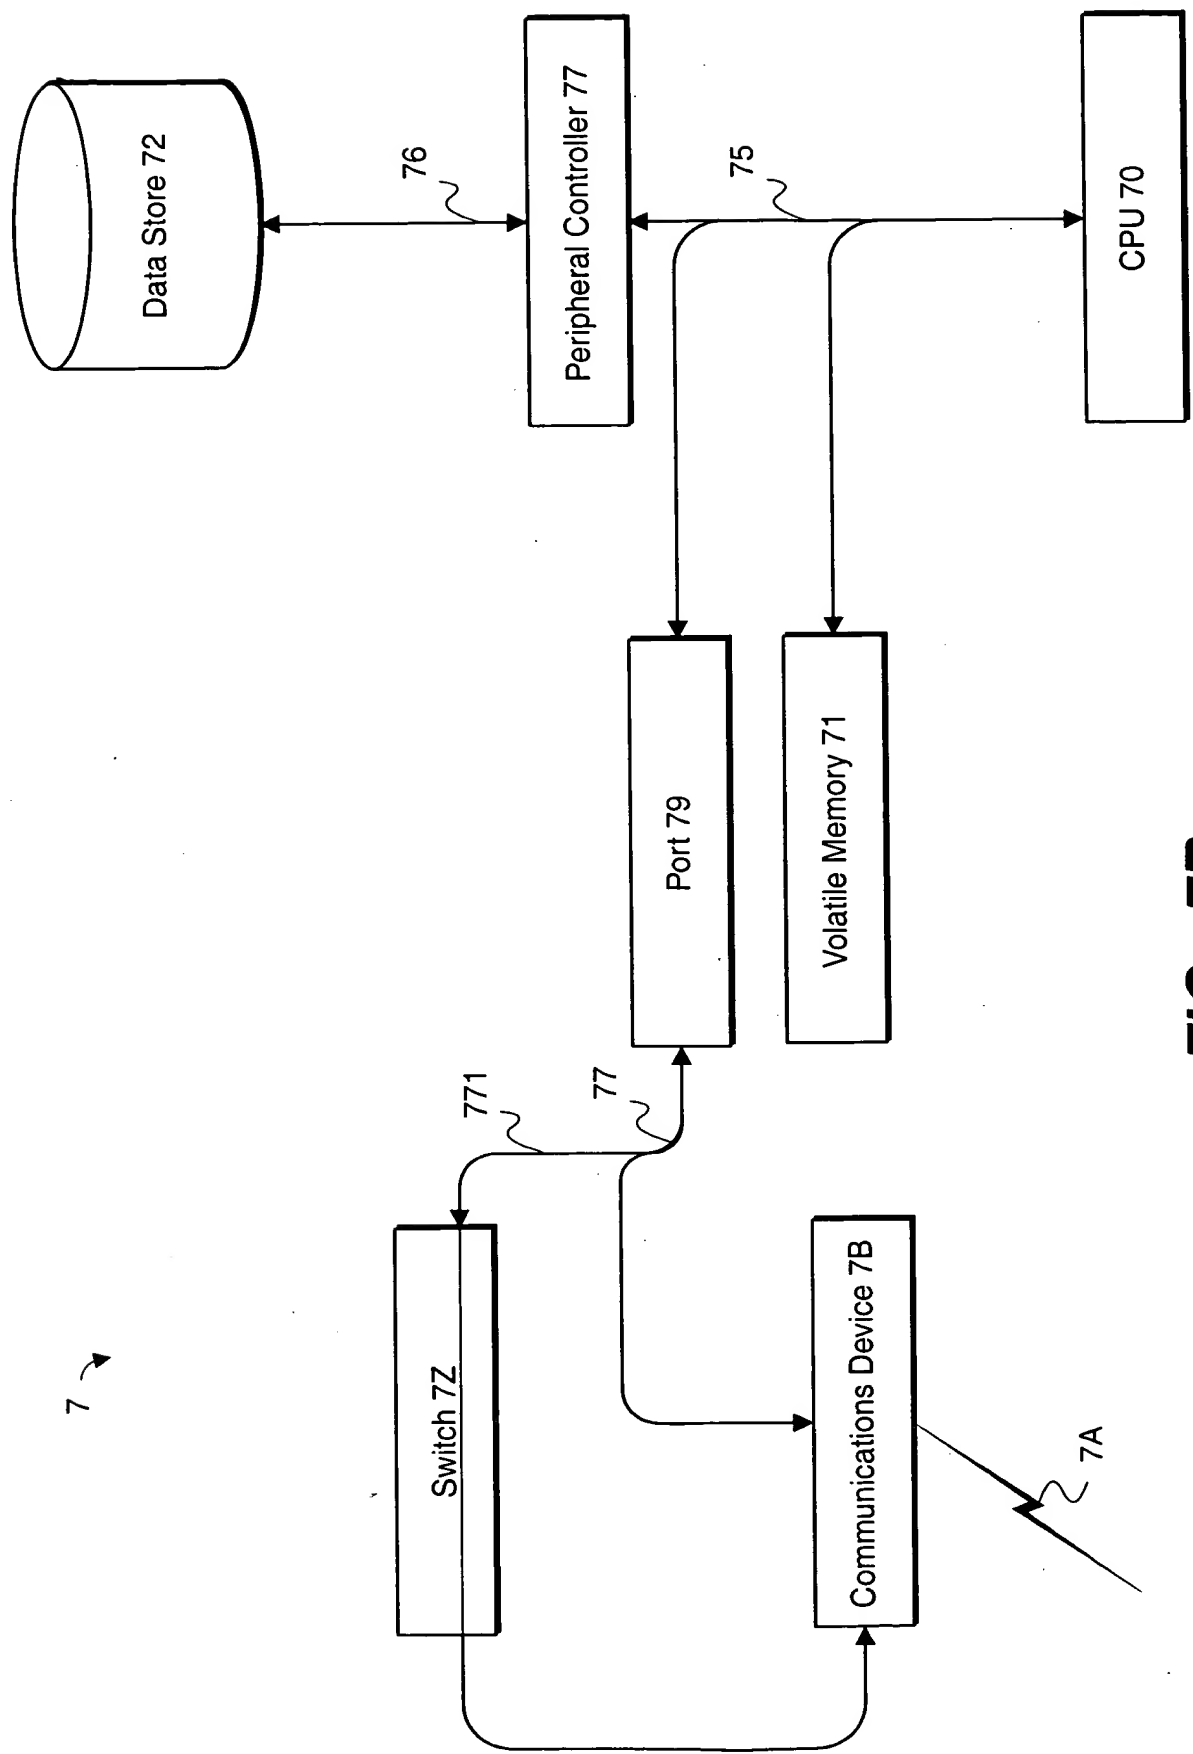 7
Data Store 72
76
Switch 7Z
771
Peripheral Controller 77
77
Port 79
75
Volatile Memory 71
Communications Device 7B
7A
CPU 70